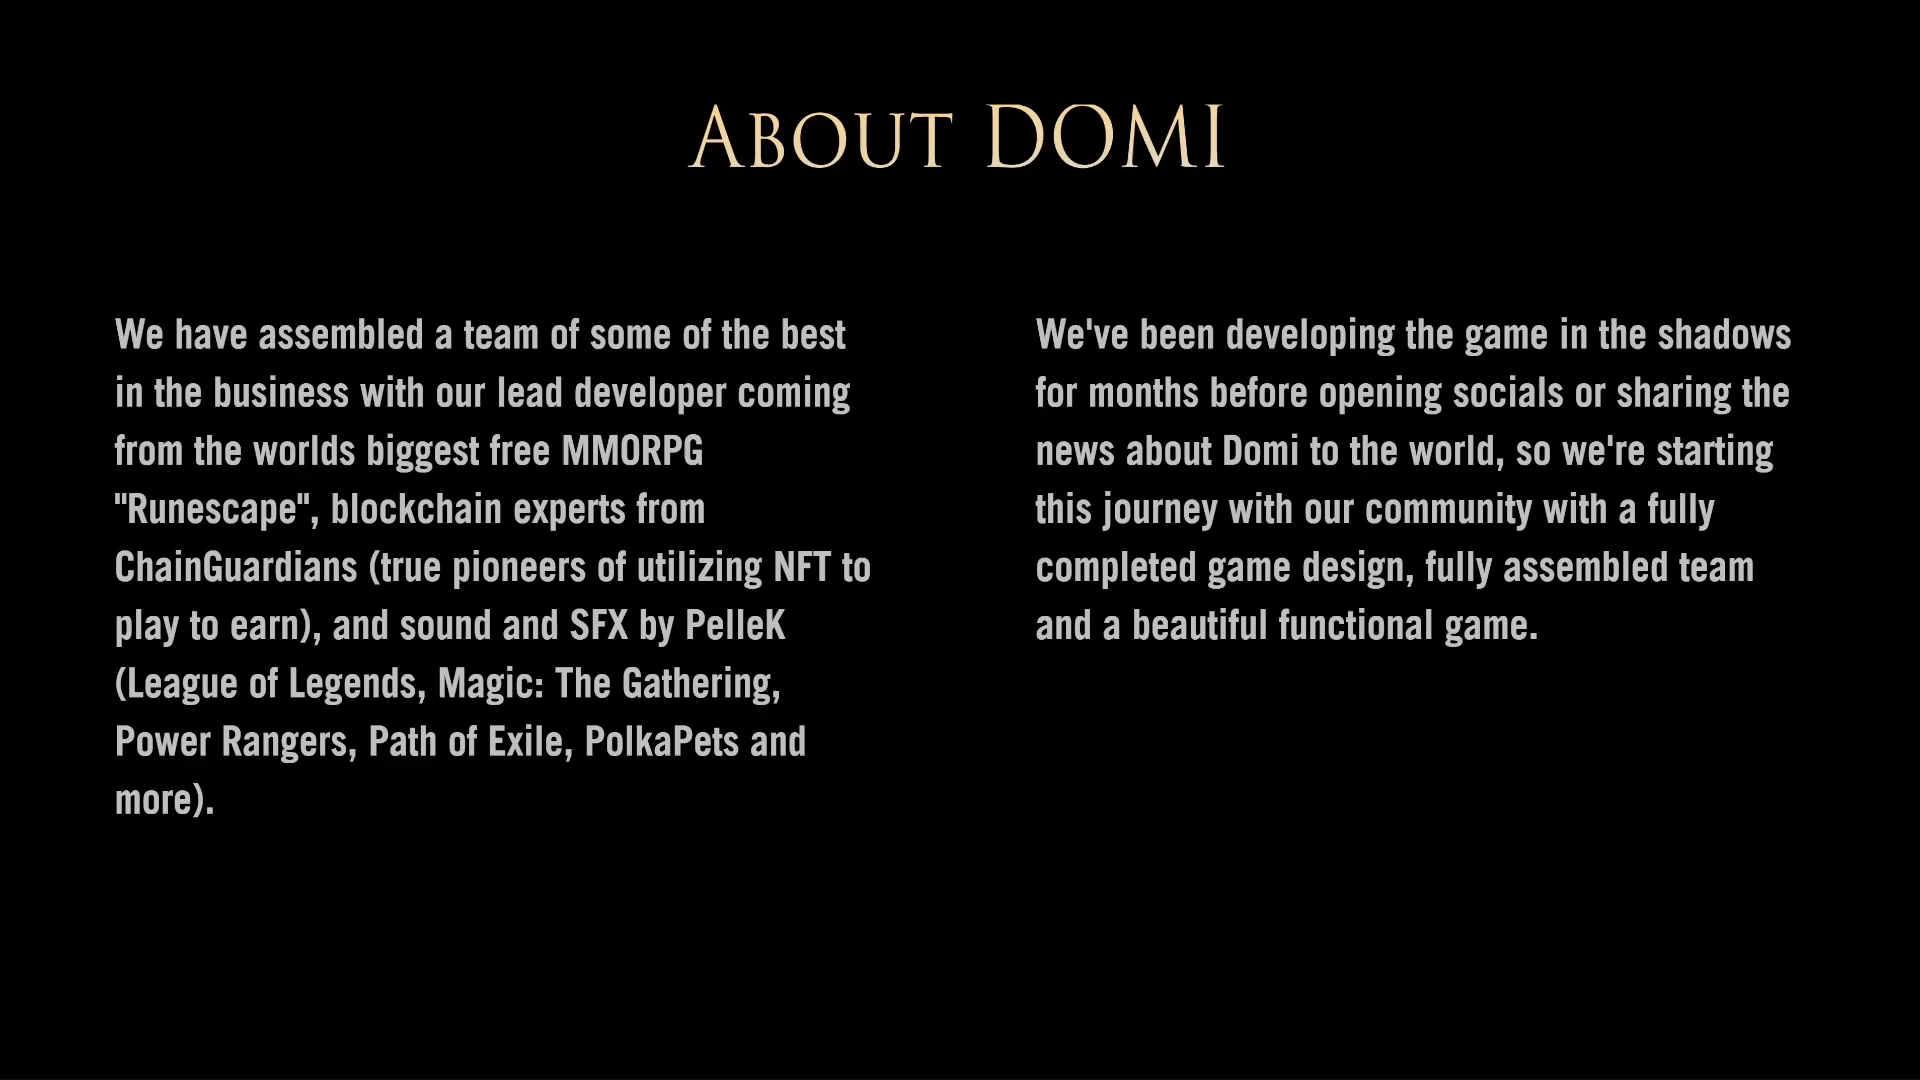 About DOMI
We have assembled a team of some of the best
in the business with our lead developer coming
from the worlds biggest free MMORPG
"Runescape", blockchain experts from
ChainGuardians (true pioneers of utilizing NFT to
play to earn), and sound and SFX by PelleK
(League of Legends, Magic: The Gathering,
Power Rangers, Path of Exile, PolkaPets and
more).
We've been developing the game in the shadows
for months before opening socials or sharing the
news about Domi to the world, so we're starting
this journey with our community with a fully
completed game design, fully assembled team
and a beautiful functional game.